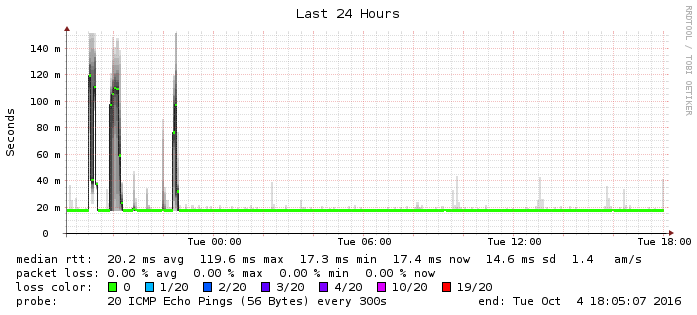 Last 24 Hours
RRDTOOL / TOBI OETIKER
Seconds
140 m
120 m
100 m
80 m
60 m
40 m
20 m
0
Tue 00:00 Tue 06:00 Tue 12:00 Tue 18:00
median rtt: 20.2 ms avg 119.6 ms max 17.3 ms min 17.4 ms now 14.6 ms sd 1.4 am/s
packet loss: 0.00 % avg 0.00 % max 0.00 % min 0.00 % now
loss color: 0 1/20 2/20 3/20 4/20 10/20 19/20
probe: 20 ICMP Echo Pings (56 Bytes) every 300s end: Tue Oct 4 18:05:07 2016